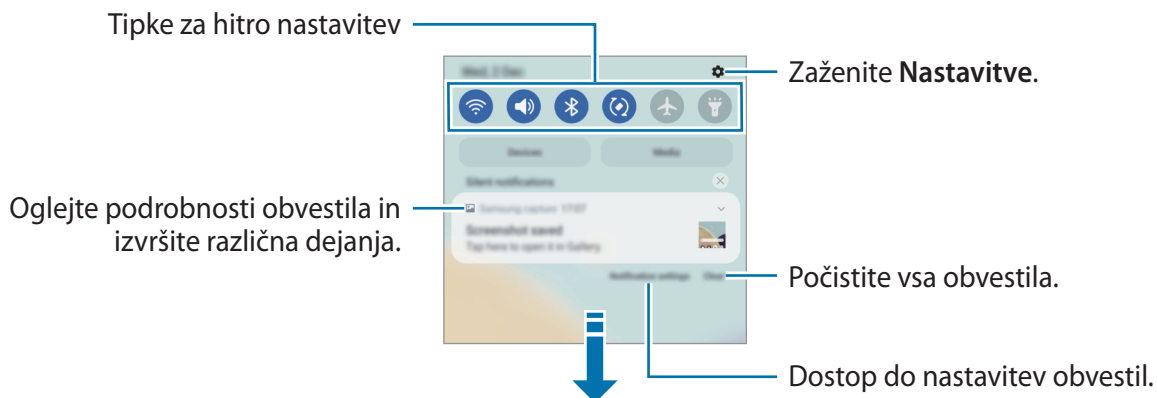 Tipke za hitro nastavitev
Wed, 2 Dec
Zaženite Nastavitve.
Devices
Media
Silent notifications
Samsung capture 17:07
Screenshot saved
Tap here to open it in Gallery.
Oglejte podrobnosti obvestila in
izvršite različna dejanja.
Notification settings
Clear
Počistite vsa obvestila.
Dostop do nastavitev obvestil.